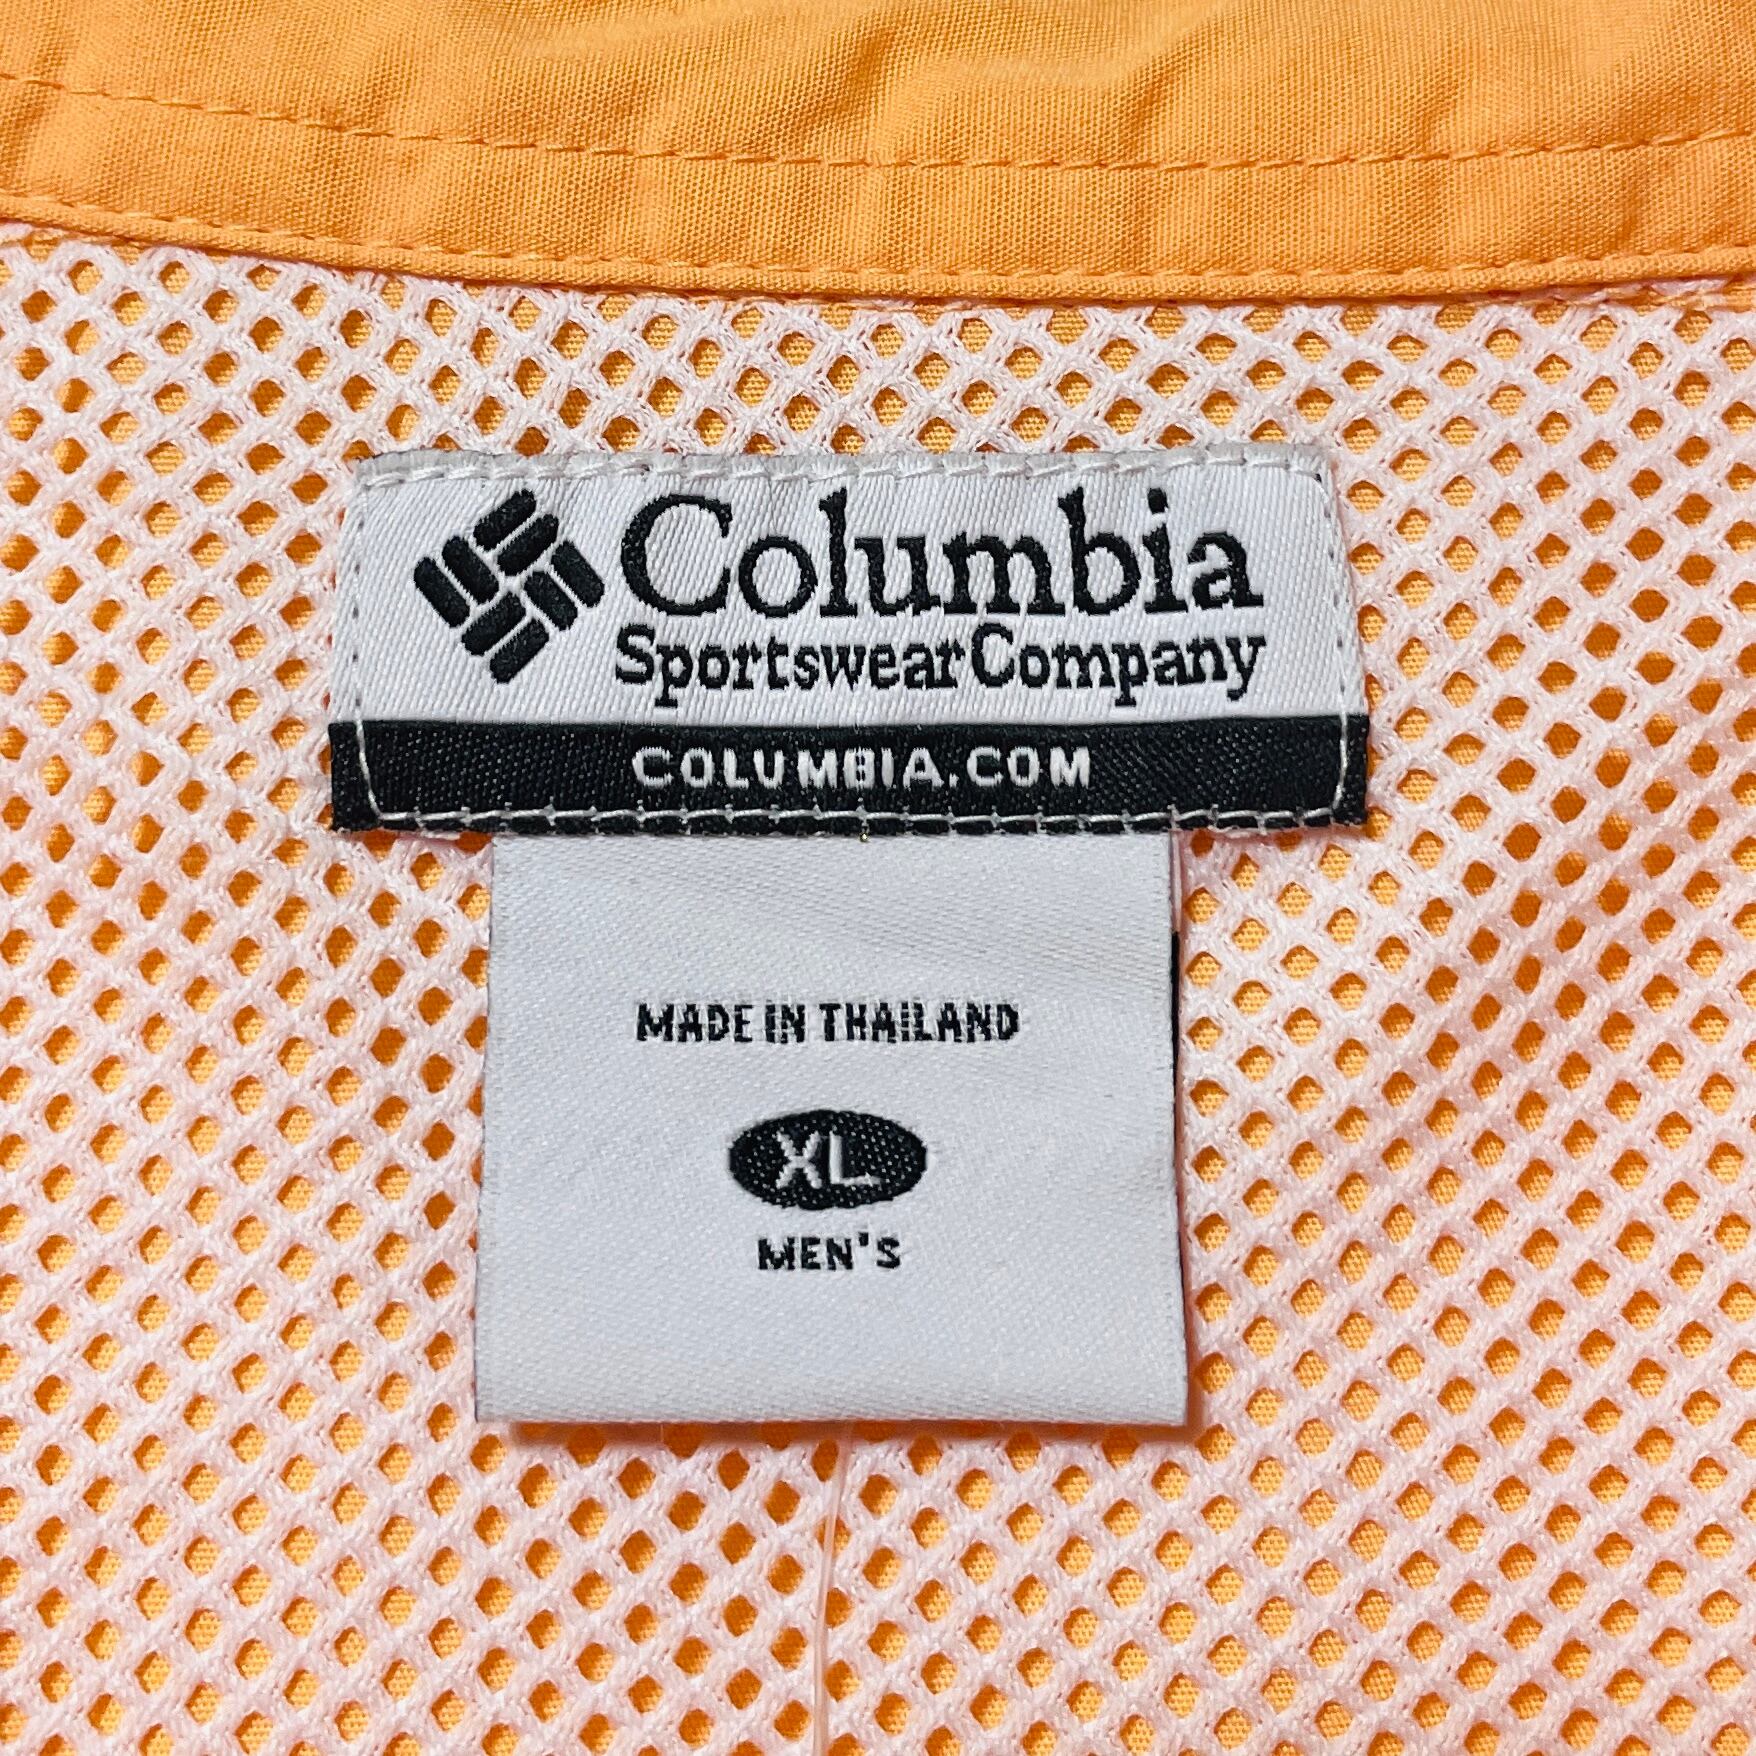 Columbia
Sportswear Company
COLUMBIA.COM
MADE IN THAILAND
XL
MEN'S